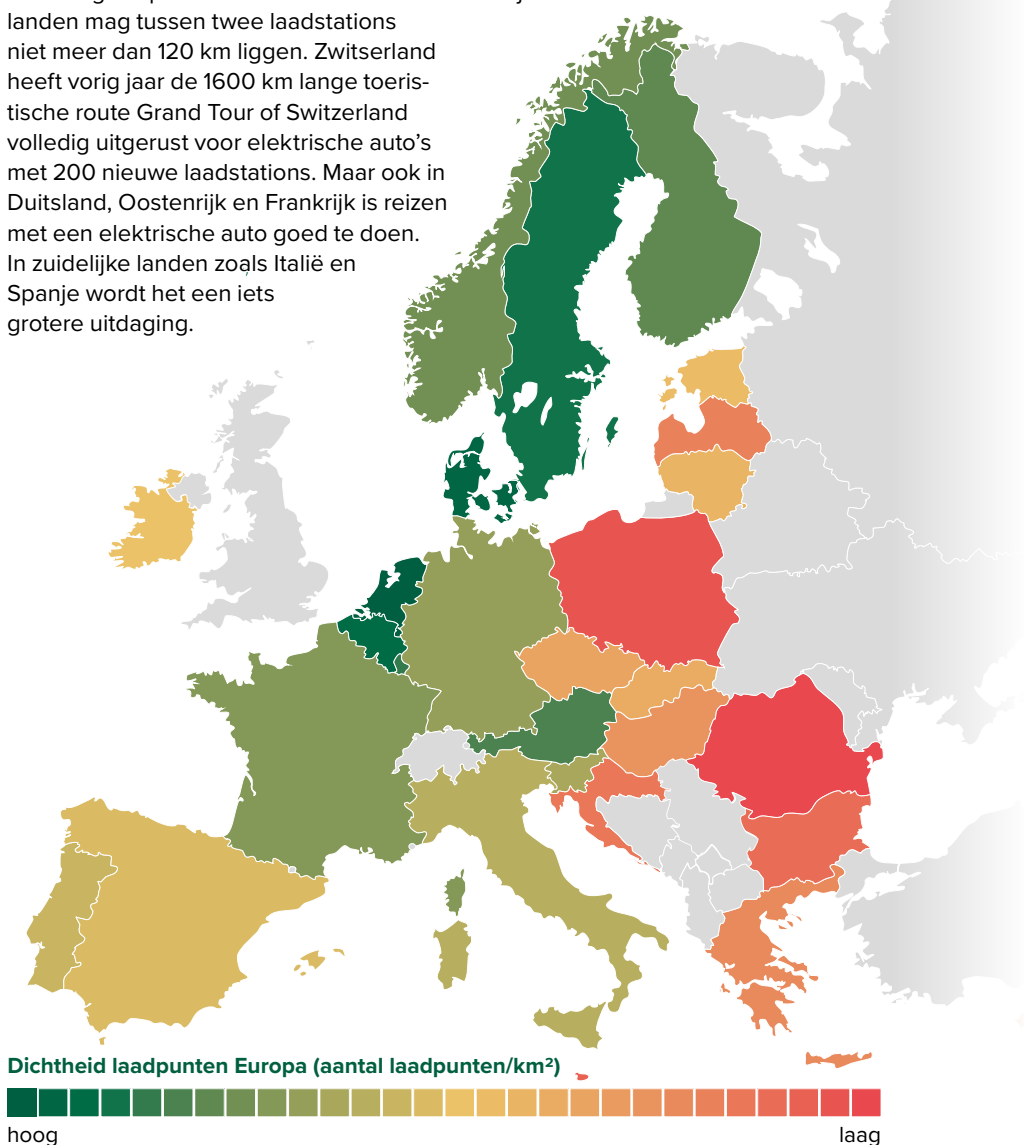 landen mag tussen twee laadstations
niet meer dan 120 km liggen. Zwitserland
heeft vorig jaar de 1600 km lange toeris-
tische route Grand Tour of Switzerland
volledig uitgerust voor elektrische auto’s
met 200 nieuwe laadstations. Maar ook in
Duitsland, Oostenrijk en Frankrijk is reizen
met een elektrische auto goed te doen.
In zuidelijke landen zoals Italië en
Spanje wordt het een iets
grotere uitdaging.
Dichtheid laadpunten Europa (aantal laadpunten/km²)
hoog
laag